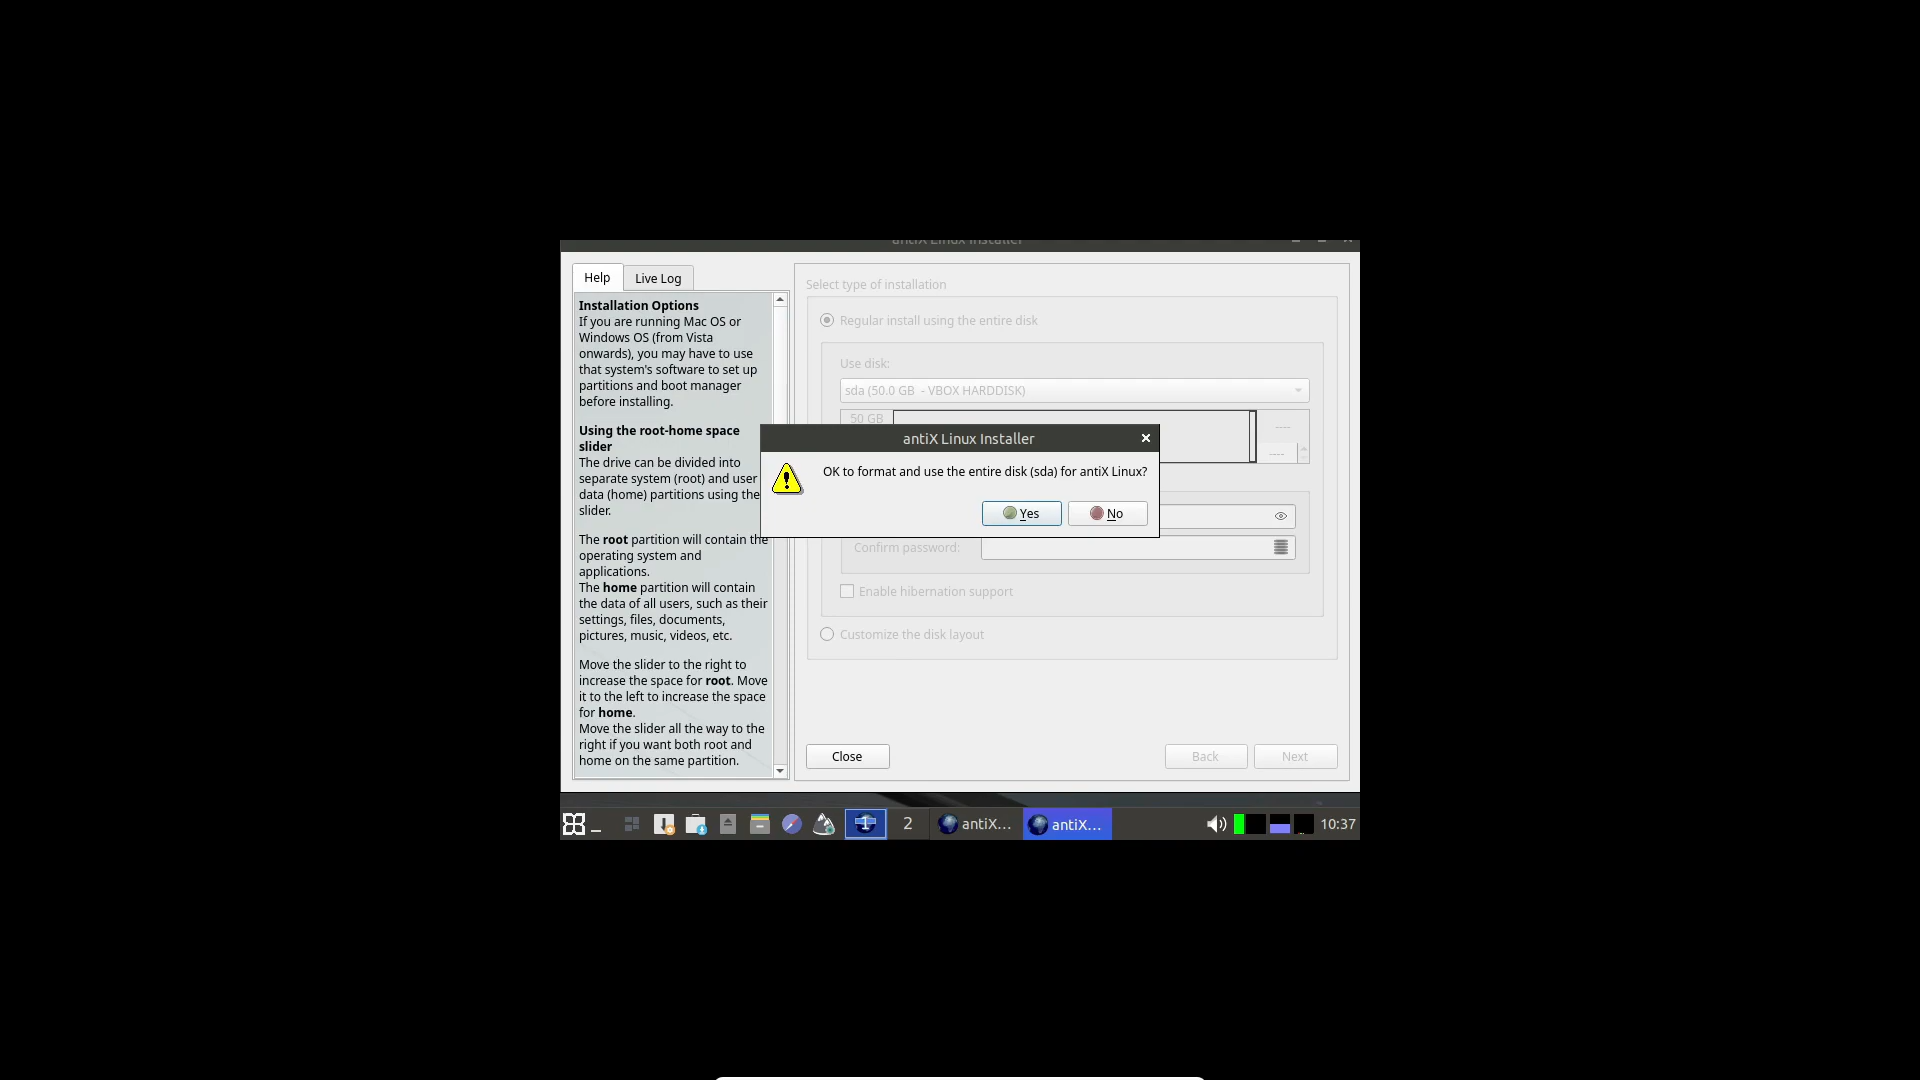 antiX Linux Installer
Help
Live Log
Installation Options
If you are running Mac OS or
Windows OS (from Vista
onwards), you may have to use
that system's software to set up
partitions and boot manager
before installing.
Using the root-home space
slider
The drive can be divided into
separate system (root) and user
data (home) partitions using the
slider.
The root partition will contain the
operating system and
applications.
The home partition will contain
the data of all users, such as their
settings, files, documents,
pictures, music, videos, etc.
Move the slider to the right to
increase the space for root. Move
it to the left to increase the space
for home.
Move the slider all the way to the
right if you want both root and
home on the same partition.
Select type of installation
Regular install using the entire disk
Use disk:
sda (50.0 GB - VBOX HARDDISK)
50 GB
----
----
antiX Linux Installer
OK to format and use the entire disk (sda) for antiX Linux?
Yes
No
Confirm password:
Enable hibernation support
Customize the disk layout
Close
Back
Next
1
2
antiX...
antiX...
10:37